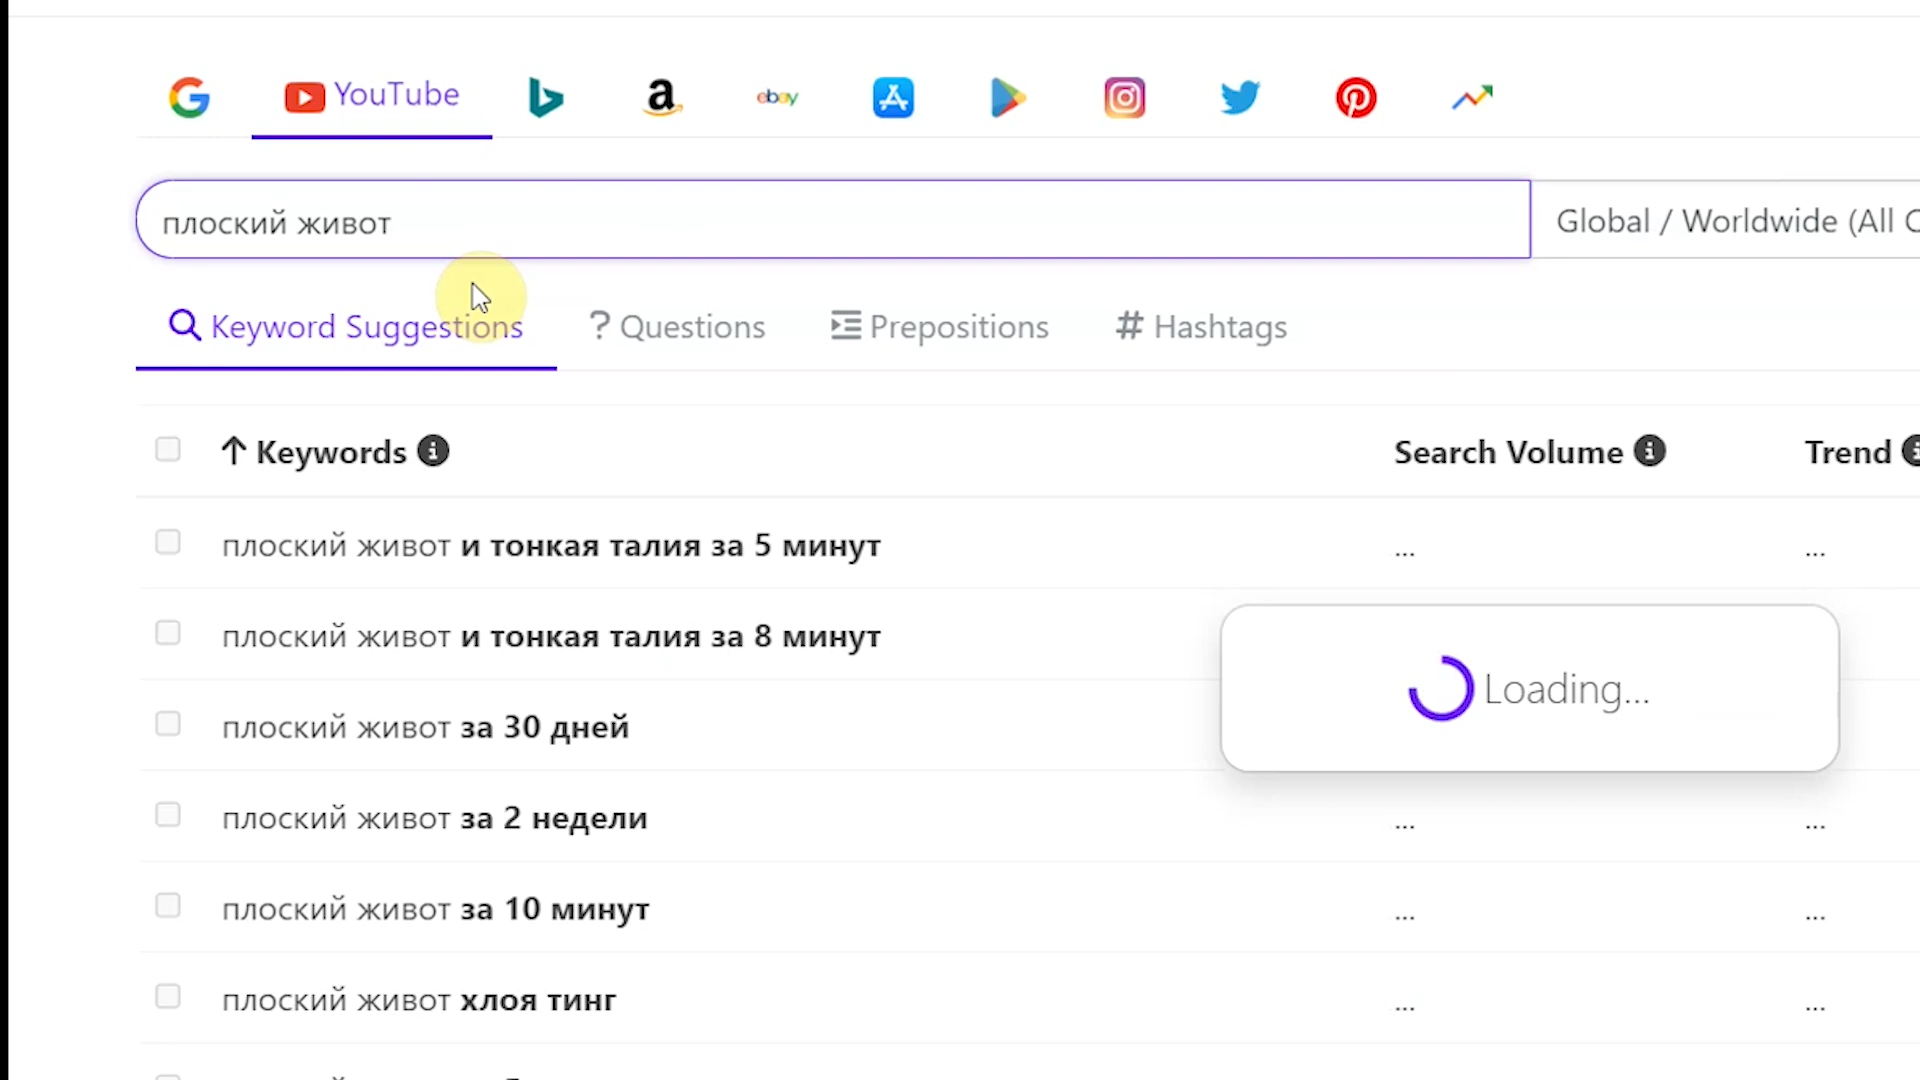 YouTube
ebay
плоский живот
Global / Worldwide (All C
Keyword Suggestions
? Questions
Prepositions
# Hashtags
↑ Keywords
Search Volume
Trend
плоский живот и тонкая талия за 5 минут
...
...
плоский живот и тонкая талия за 8 минут
Loading...
плоский живот за 30 дней
плоский живот за 2 недели
...
...
плоский живот за 10 минут
...
...
плоский живот хлоя тинг
...
...